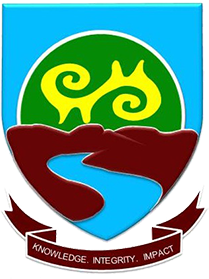 KNOWLEDGE. INTEGRITY. IMPACT